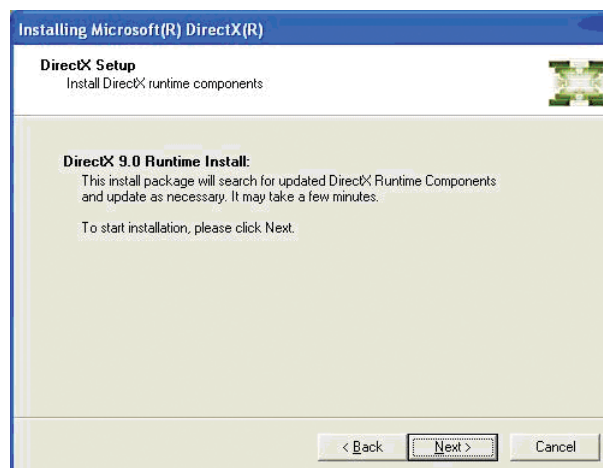 Installing Microsoft(R) DirectX(R)
DirectX Setup
Install DirectX runtime components
DirectX 9.0 Runtime Install:
This install package will search for updated DirectX Runtime Components
and update as necessary. It may take a few minutes.
To start installation, please click Next.
< Back
Next >
Cancel